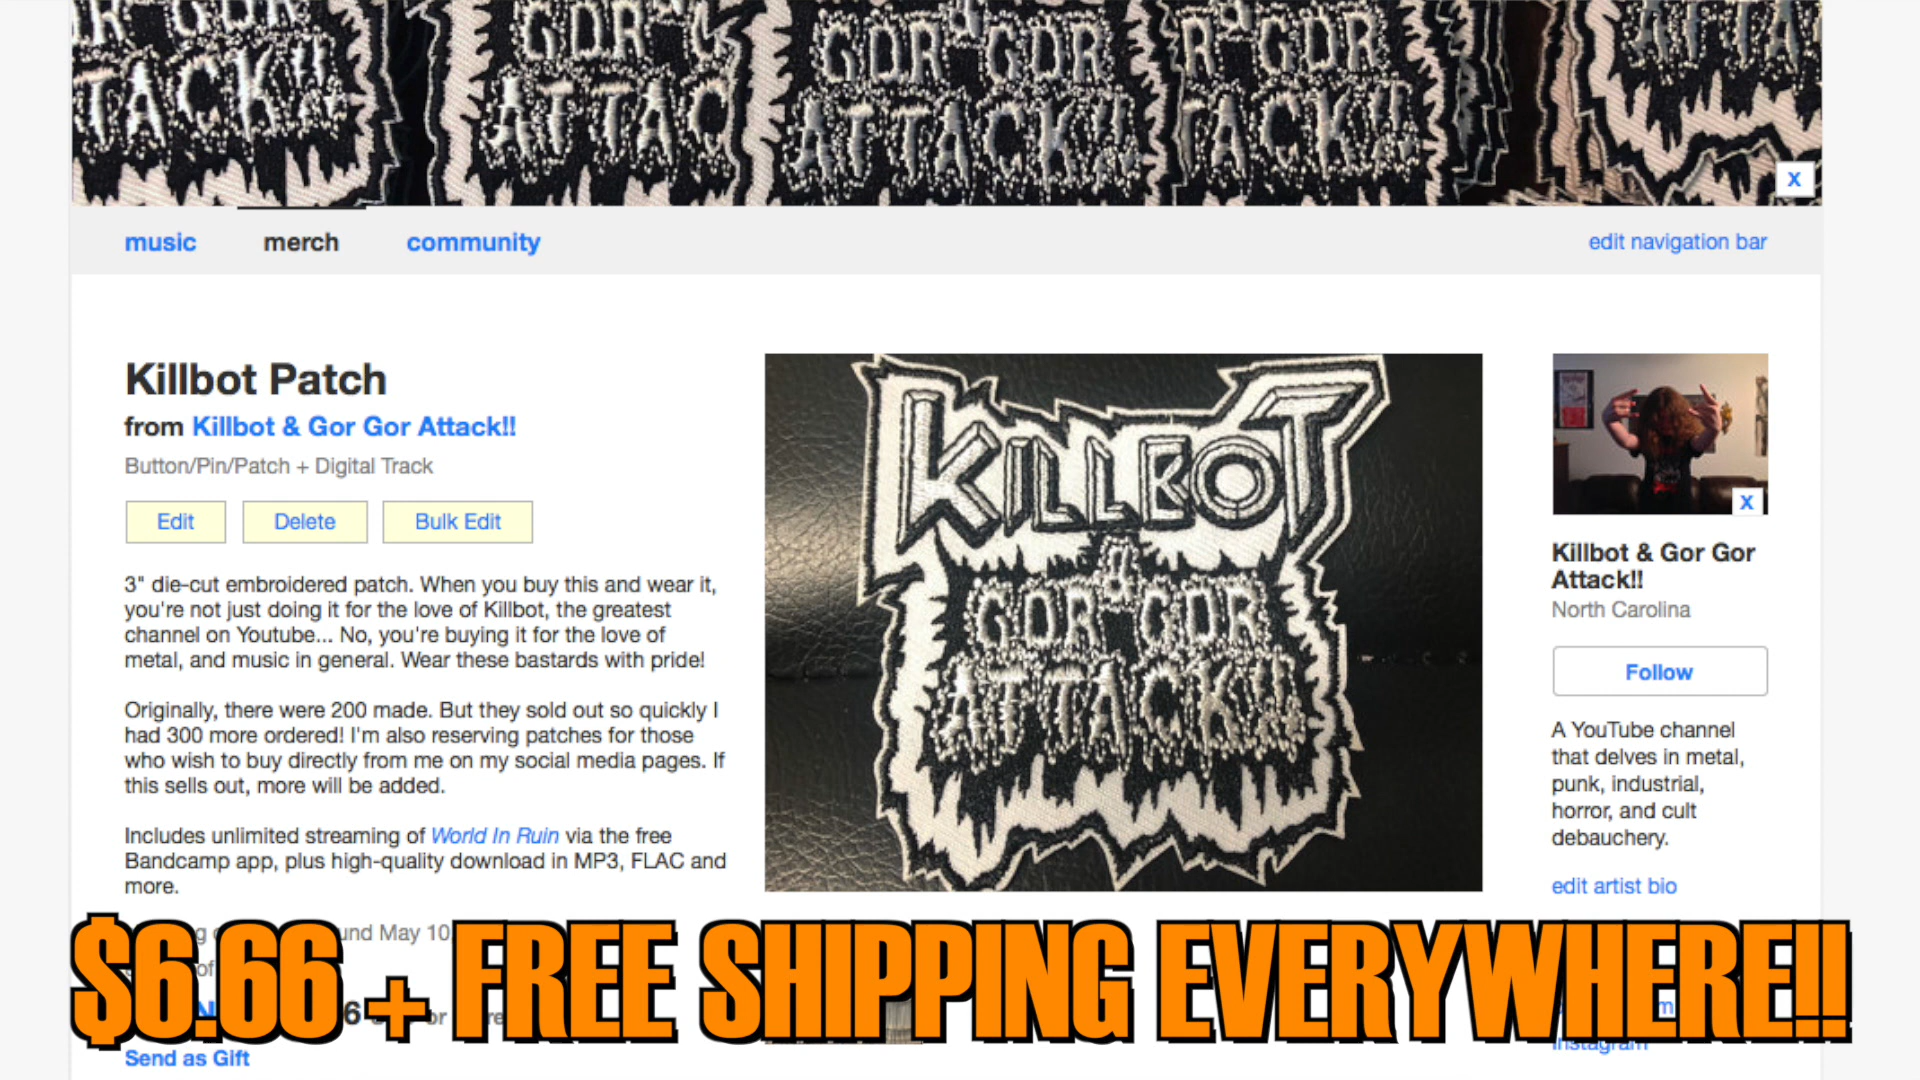 GOR GOR
ATTACK!!
GOR GOR
ATTACK!!
x
music
merch
community
edit navigation bar
Killbot Patch
from Killbot & Gor Gor Attack!!
Button/Pin/Patch + Digital Track
Edit
Delete
Bulk Edit
3" die-cut embroidered patch. When you buy this and wear it,
you're not just doing it for the love of Killbot, the greatest
channel on Youtube... No, you're buying it for the love of
metal, and music in general. Wear these bastards with pride!
Originally, there were 200 made. But they sold out so quickly I
had 300 more ordered! I'm also reserving patches for those
who wish to buy directly from me on my social media pages. If
this sells out, more will be added.
Includes unlimited streaming of World In Ruin via the free
Bandcamp app, plus high-quality download in MP3, FLAC and
more.
KILLBOT
&
GOR GOR
ATTACK!!
x
Killbot & Gor Gor
Attack!!
North Carolina
Follow
A YouTube channel
that delves in metal,
punk, industrial,
horror, and cult
debauchery.
edit artist bio
May 10
$6.66 + FREE SHIPPING EVERYWHERE!!
Send as Gift
Instagram